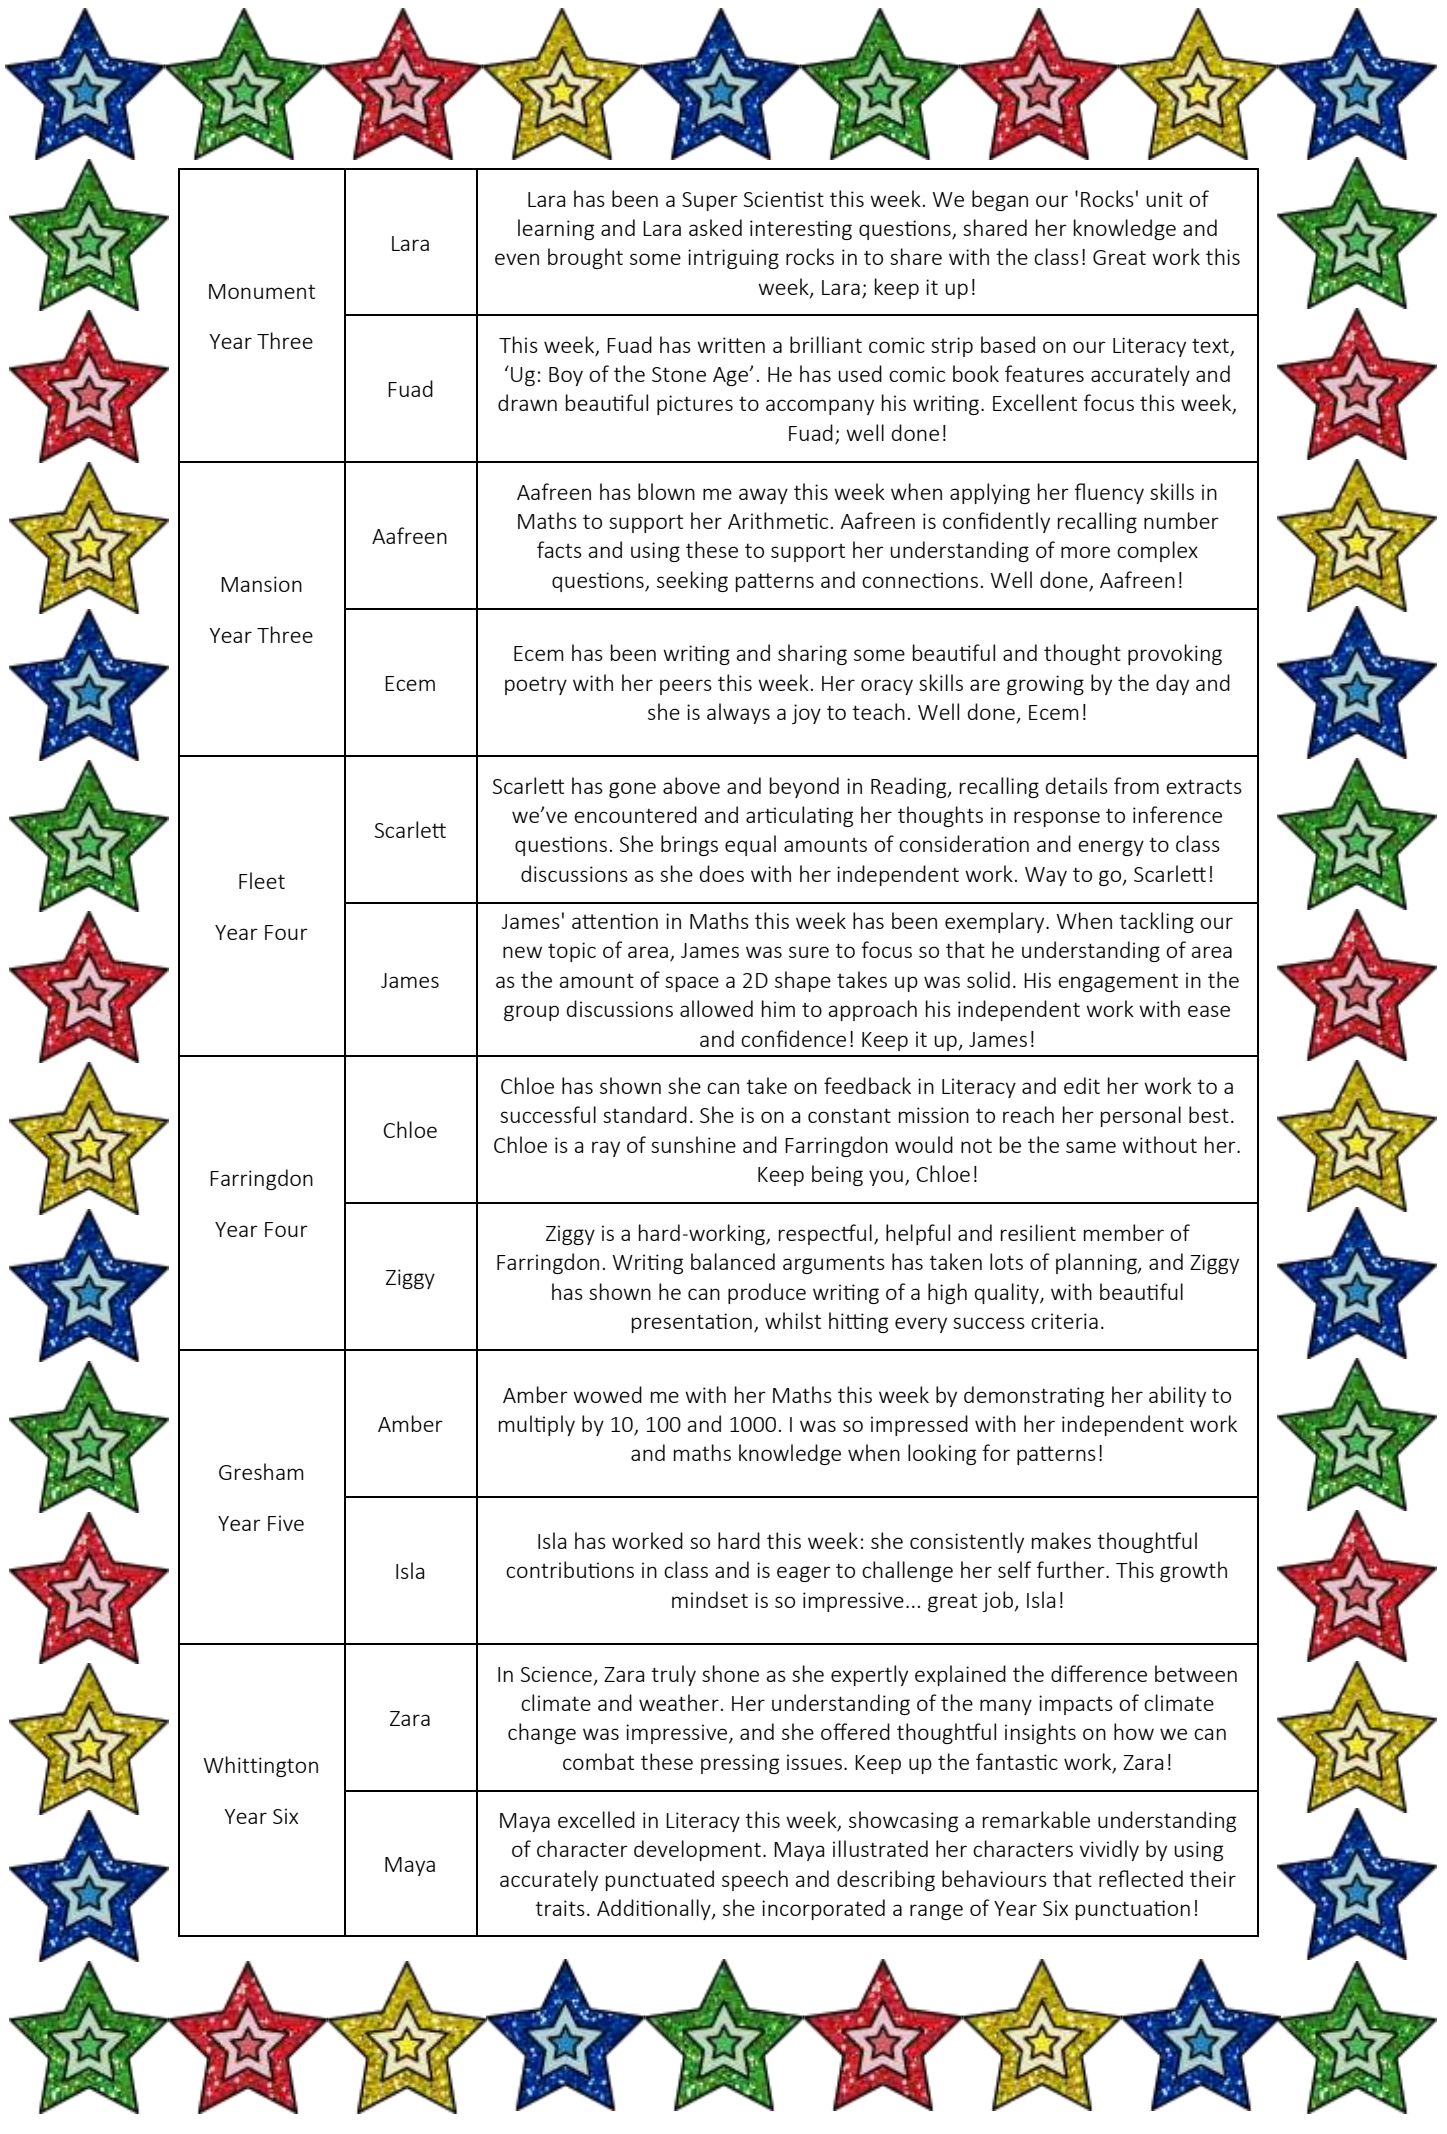 Monument
Year Three
Lara
Lara has been a Super Scientist this week. We began our 'Rocks' unit of
learning and Lara asked interesting questions, shared her knowledge and
even brought some intriguing rocks in to share with the class! Great work this
week, Lara; keep it up!
Fuad
This week, Fuad has written a brilliant comic strip based on our Literacy text,
‘Ug: Boy of the Stone Age’. He has used comic book features accurately and
drawn beautiful pictures to accompany his writing. Excellent focus this week,
Fuad; well done!
Mansion
Year Three
Aafreen
Aafreen has blown me away this week when applying her fluency skills in
Maths to support her Arithmetic. Aafreen is confidently recalling number
facts and using these to support her understanding of more complex
questions, seeking patterns and connections. Well done, Aafreen!
Ecem
Ecem has been writing and sharing some beautiful and thought provoking
poetry with her peers this week. Her oracy skills are growing by the day and
she is always a joy to teach. Well done, Ecem!
Fleet
Year Four
Scarlett
Scarlett has gone above and beyond in Reading, recalling details from extracts
we’ve encountered and articulating her thoughts in response to inference
questions. She brings equal amounts of consideration and energy to class
discussions as she does with her independent work. Way to go, Scarlett!
James
James' attention in Maths this week has been exemplary. When tackling our
new topic of area, James was sure to focus so that he understanding of area
as the amount of space a 2D shape takes up was solid. His engagement in the
group discussions allowed him to approach his independent work with ease
and confidence! Keep it up, James!
Farringdon
Year Four
Chloe
Chloe has shown she can take on feedback in Literacy and edit her work to a
successful standard. She is on a constant mission to reach her personal best.
Chloe is a ray of sunshine and Farringdon would not be the same without her.
Keep being you, Chloe!
Ziggy
Ziggy is a hard-working, respectful, helpful and resilient member of
Farringdon. Writing balanced arguments has taken lots of planning, and Ziggy
has shown he can produce writing of a high quality, with beautiful
presentation, whilst hitting every success criteria.
Gresham
Year Five
Amber
Amber wowed me with her Maths this week by demonstrating her ability to
multiply by 10, 100 and 1000. I was so impressed with her independent work
and maths knowledge when looking for patterns!
Isla
Isla has worked so hard this week: she consistently makes thoughtful
contributions in class and is eager to challenge her self further. This growth
mindset is so impressive... great job, Isla!
Whittington
Year Six
Zara
In Science, Zara truly shone as she expertly explained the difference between
climate and weather. Her understanding of the many impacts of climate
change was impressive, and she offered thoughtful insights on how we can
combat these pressing issues. Keep up the fantastic work, Zara!
Maya
Maya excelled in Literacy this week, showcasing a remarkable understanding
of character development. Maya illustrated her characters vividly by using
accurately punctuated speech and describing behaviours that reflected their
traits. Additionally, she incorporated a range of Year Six punctuation!